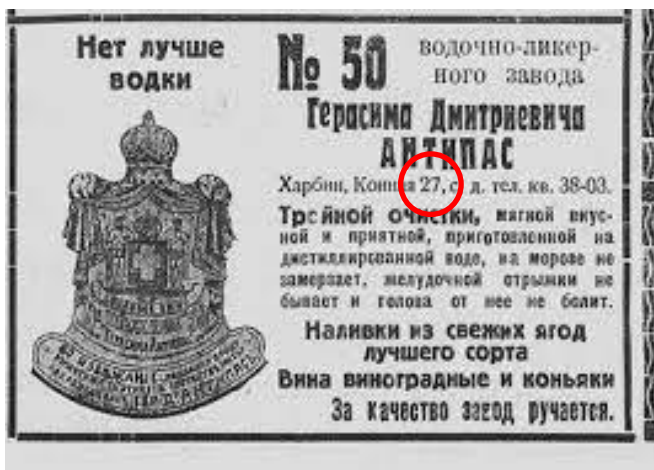 Нет лучше
водки
№ 50
водочно-ликер-
ного завода
Герасима Дмитриевича
АНТИПАС
Харбин, Конная 27, с. д. тел. кв. 38-03.
Тройной очистки, мягкой вкус-
ной и приятной, приготовленной на
дистиллированной воде, на морозе не
замерзает, желудочной отрыжки не
бывает и голова от нее не болит.
Наливки из свежих ягод
лучшего сорта
Вина виноградные и коньяки
За качество завод ручается.